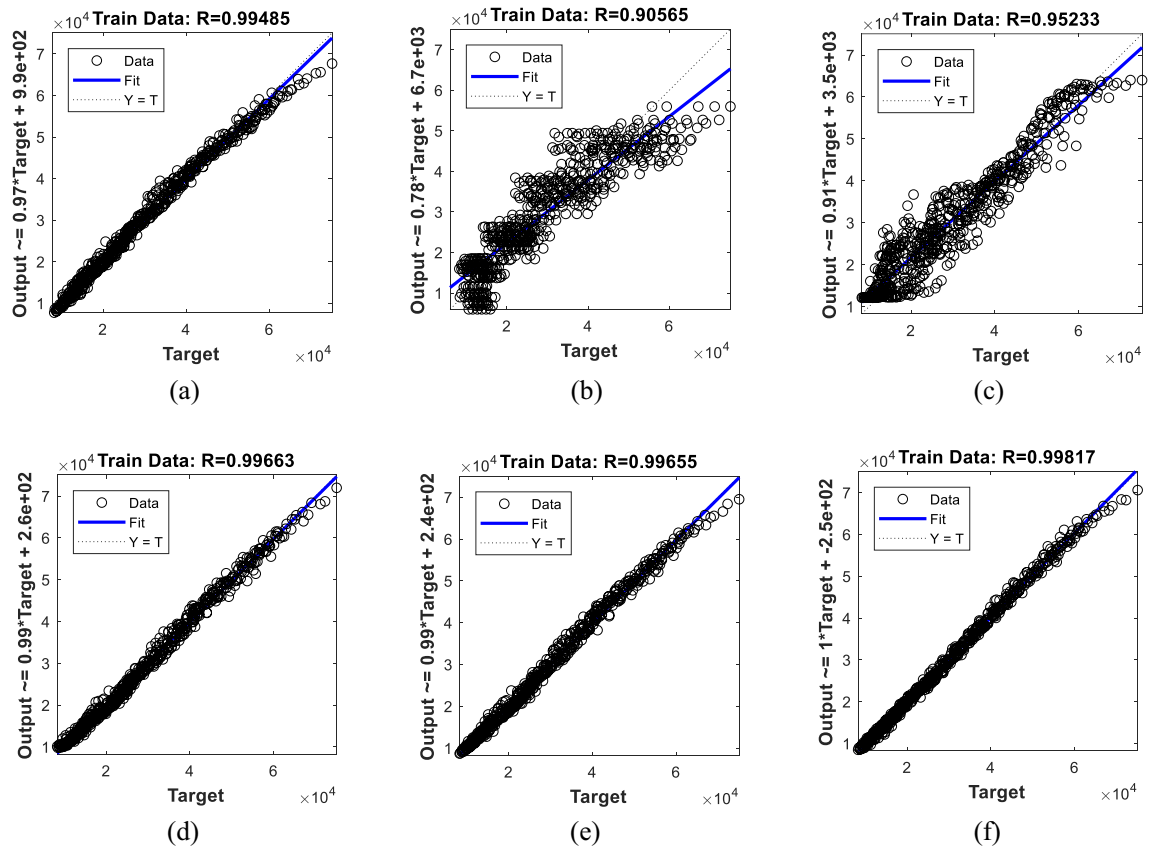 ×10⁴ Train Data: R=0.99485
Output ~= 0.97*Target + 9.9e+02
7
6
5
4
3
2
1
Data
Fit
Y = T
2
4
6
×10⁴
Target
(a)
×10⁴ Train Data: R=0.90565
Output ~= 0.78*Target + 6.7e+03
7
6
5
4
3
2
1
Data
Fit
Y = T
2
4
6
×10⁴
Target
(b)
×10⁴ Train Data: R=0.95233
Output ~= 0.91*Target + 3.5e+03
7
6
5
4
3
2
1
Data
Fit
Y = T
2
4
6
×10⁴
Target
(c)
×10⁴ Train Data: R=0.99663
Output ~= 0.99*Target + 2.6e+02
7
6
5
4
3
2
1
Data
Fit
Y = T
2
4
6
×10⁴
Target
(d)
×10⁴ Train Data: R=0.99655
Output ~= 0.99*Target + 2.4e+02
7
6
5
4
3
2
1
Data
Fit
Y = T
2
4
6
×10⁴
Target
(e)
×10⁴ Train Data: R=0.99817
Output ~= 1*Target + -2.5e+02
7
6
5
4
3
2
1
Data
Fit
Y = T
2
4
6
×10⁴
Target
(f)